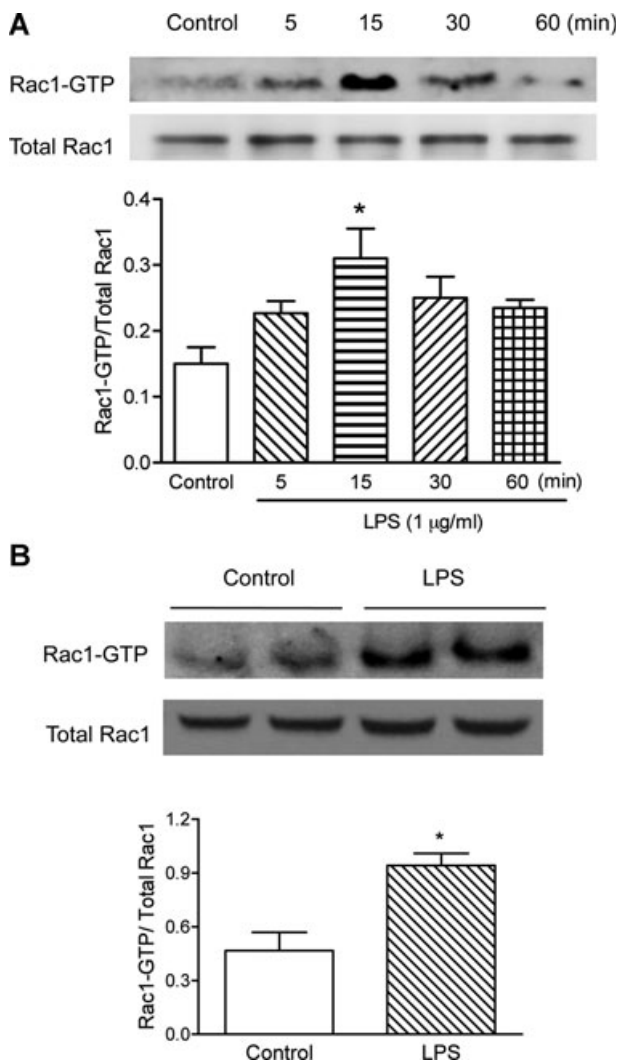 A
Control 5 15 30 60 (min)
Rac1-GTP
Total Rac1
Rac1-GTP/Total Rac1
0.4
0.3
0.2
0.1
0.0
*
Control 5 15 30 60 (min)
LPS (1 μg/ml)
B
Control LPS
Rac1-GTP
Total Rac1
Rac1-GTP/ Total Rac1
1.2
0.9
0.6
0.3
0.0
*
Control LPS